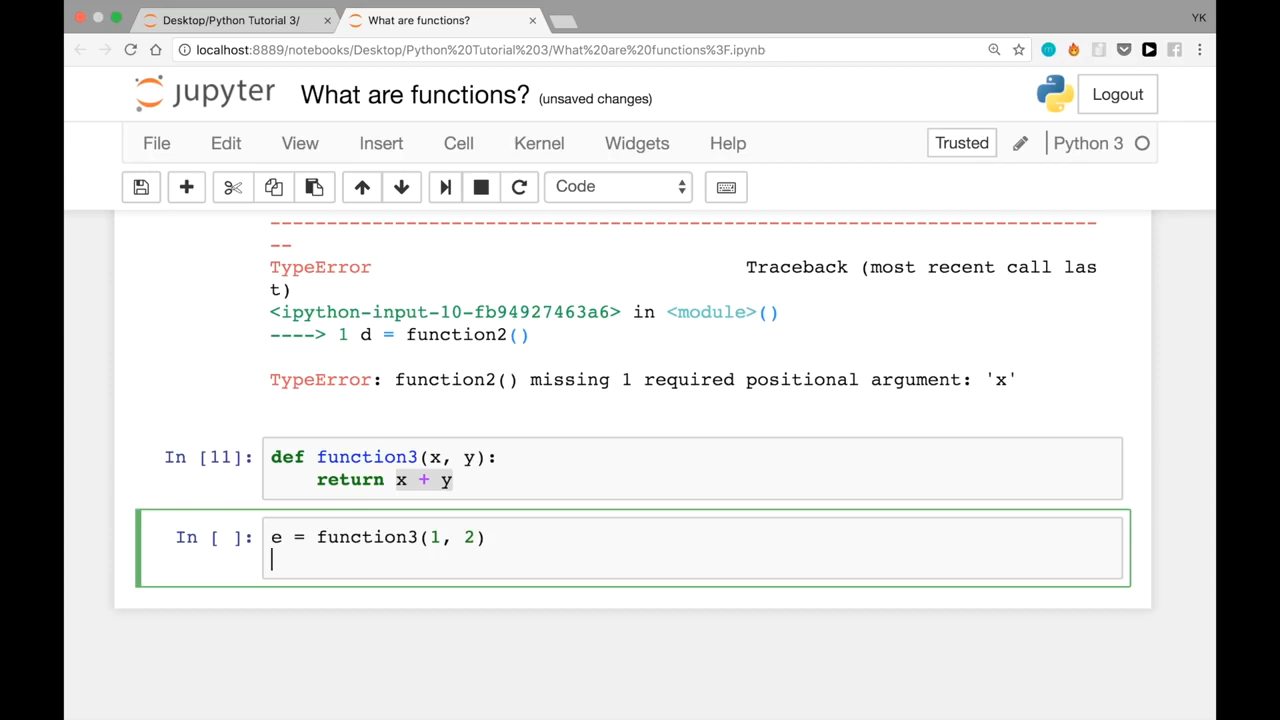 Desktop/Python Tutorial 3/ × What are functions? × YK
localhost:8889/notebooks/Desktop/Python%20Tutorial%203/What%20are%20functions%3F.ipynb
jupyter What are functions? (unsaved changes) Logout
File Edit View Insert Cell Kernel Widgets Help Trusted Python 3
Code
---------------------------------------------------------------------------
--
TypeError Traceback (most recent call las
t)
<ipython-input-10-fb94927463a6> in <module>()
----> 1 d = function2()
TypeError: function2() missing 1 required positional argument: 'x'
In [11]: def function3(x, y):
return x + y
In [ ]: e = function3(1, 2)